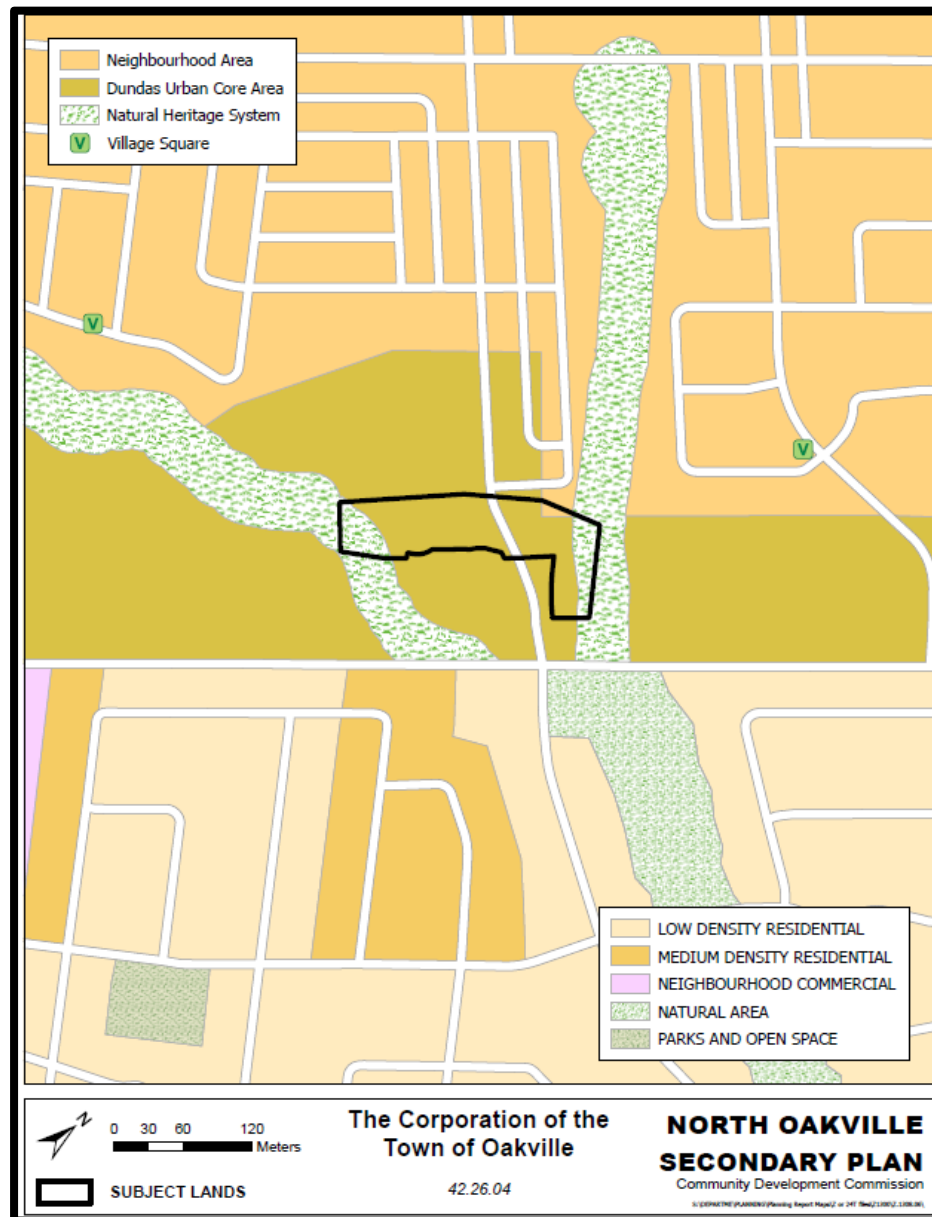 Neighbourhood Area
Dundas Urban Core Area
Natural Heritage System
V Village Square
V
V
LOW DENSITY RESIDENTIAL
MEDIUM DENSITY RESIDENTIAL
NEIGHBOURHOOD COMMERCIAL
NATURAL AREA
PARKS AND OPEN SPACE
N
0 30 60 120
Meters
SUBJECT LANDS
The Corporation of the
Town of Oakville
42.26.04
NORTH OAKVILLE
SECONDARY PLAN
Community Development Commission